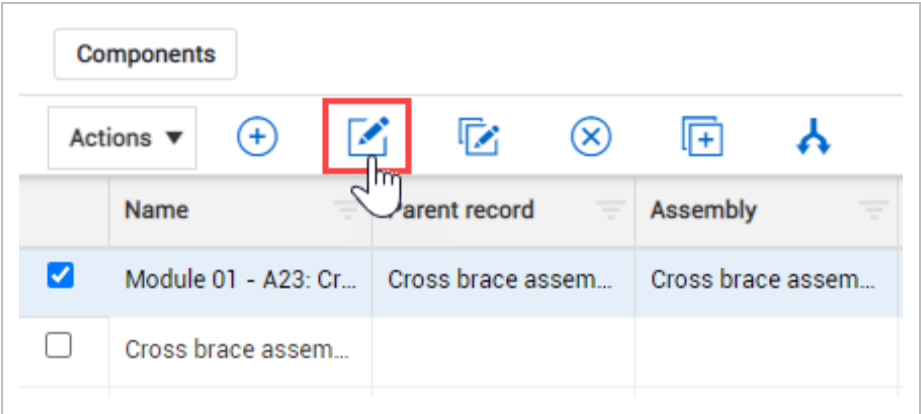 Components
Actions
Name Parent record Assembly
Module 01 - A23: Cr... Cross brace assem... Cross brace assem...
Cross brace assem...